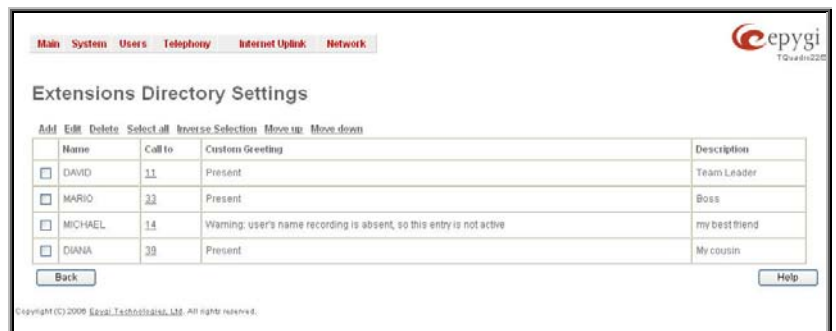 Main System Users Telephony Internet Uplink Network
epygi
Extensions Directory Settings
Add Edit Delete Select all Inverse Selection Move up Move down
Name Call to Custom Greeting Description
DAVID 11 Present Team Leader
MARIO 33 Present Boss
MICHAEL 14 Warning: user's name recording is absent, so this entry is not active my best friend
DIANA 39 Present My cousin
Back Help
Copyright (C) 2008 Epygi Technologies, Ltd. All rights reserved.